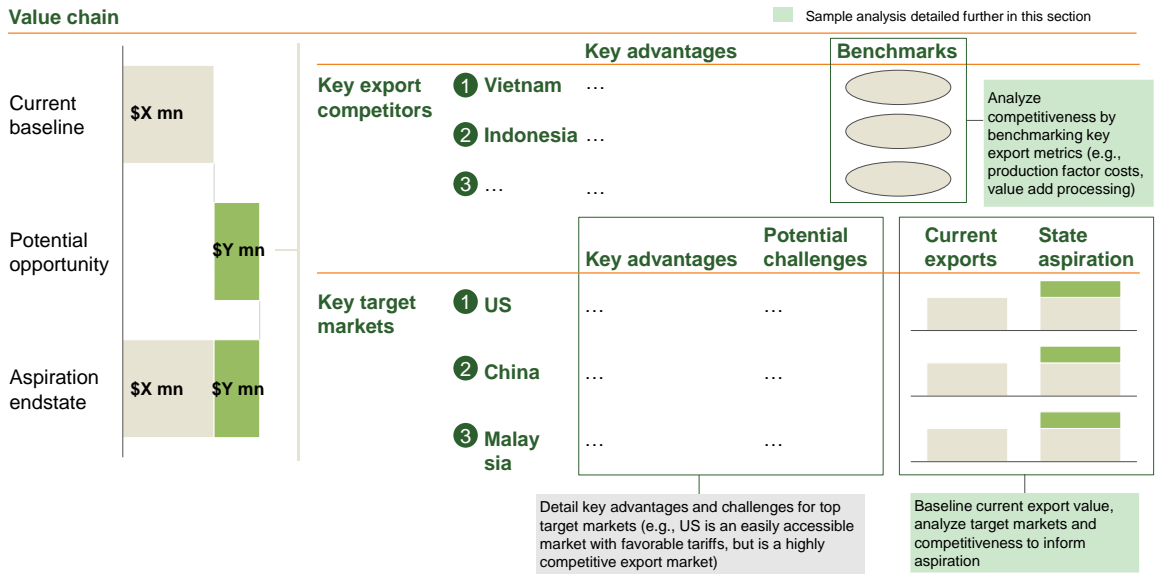 Value chain
Sample analysis detailed further in this section
Current
baseline
$X mn
Potential
opportunity
$Y mn
Aspiration
endstate
$X mn
$Y mn
Key advantages
Benchmarks
Key export
competitors
1 Vietnam
…
2 Indonesia
…
3 …
…
Analyze
competitiveness by
benchmarking key
export metrics (e.g.,
production factor costs,
value add processing)
Key advantages
Potential
challenges
Current
exports
State
aspiration
Key target
markets
1 US
…
…
2 China
…
…
3 Malay
sia
…
…
Detail key advantages and challenges for top
target markets (e.g., US is an easily accessible
market with favorable tariffs, but is a highly
competitive export market)
Baseline current export value,
analyze target markets and
competitiveness to inform
aspiration